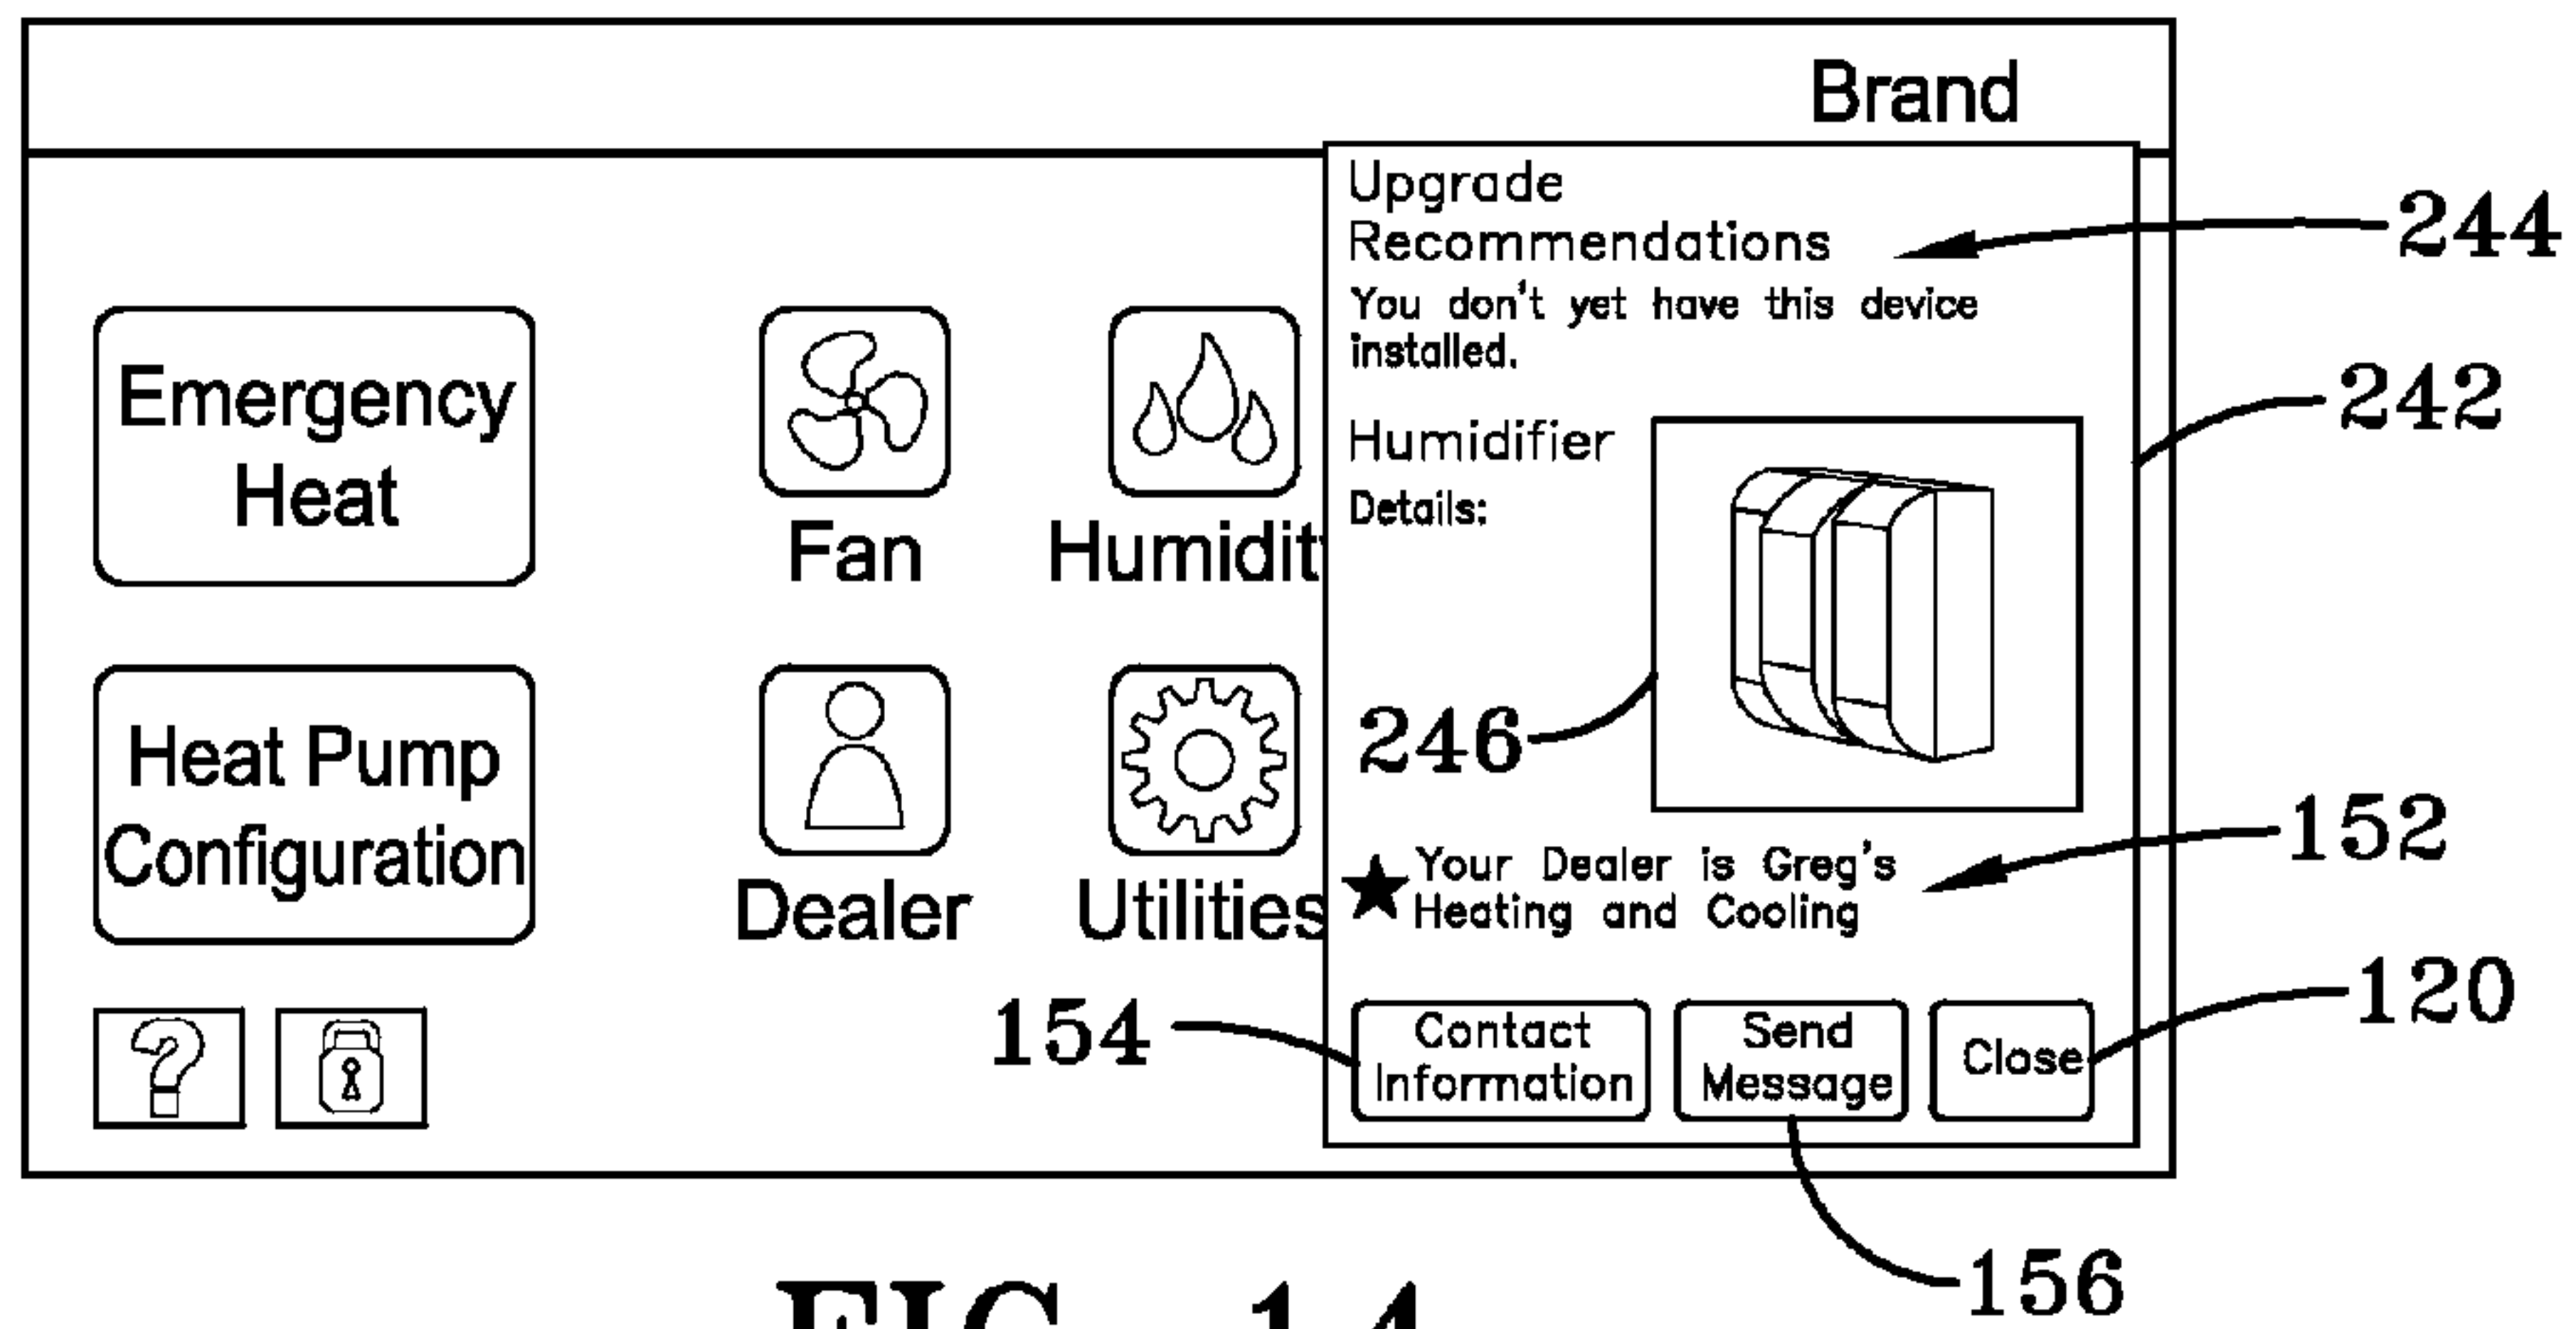 Brand
Upgrade
Recommendations
You don't yet have this device
installed.
Humidifier
Details:
246
Your Dealer is Greg's
Heating and Cooling
Contact
Information
Send
Message
Close
Emergency
Heat
Fan
Humidit
Heat Pump
Configuration
Dealer
Utilities
?
244
242
152
120
154
156
FIG. 14